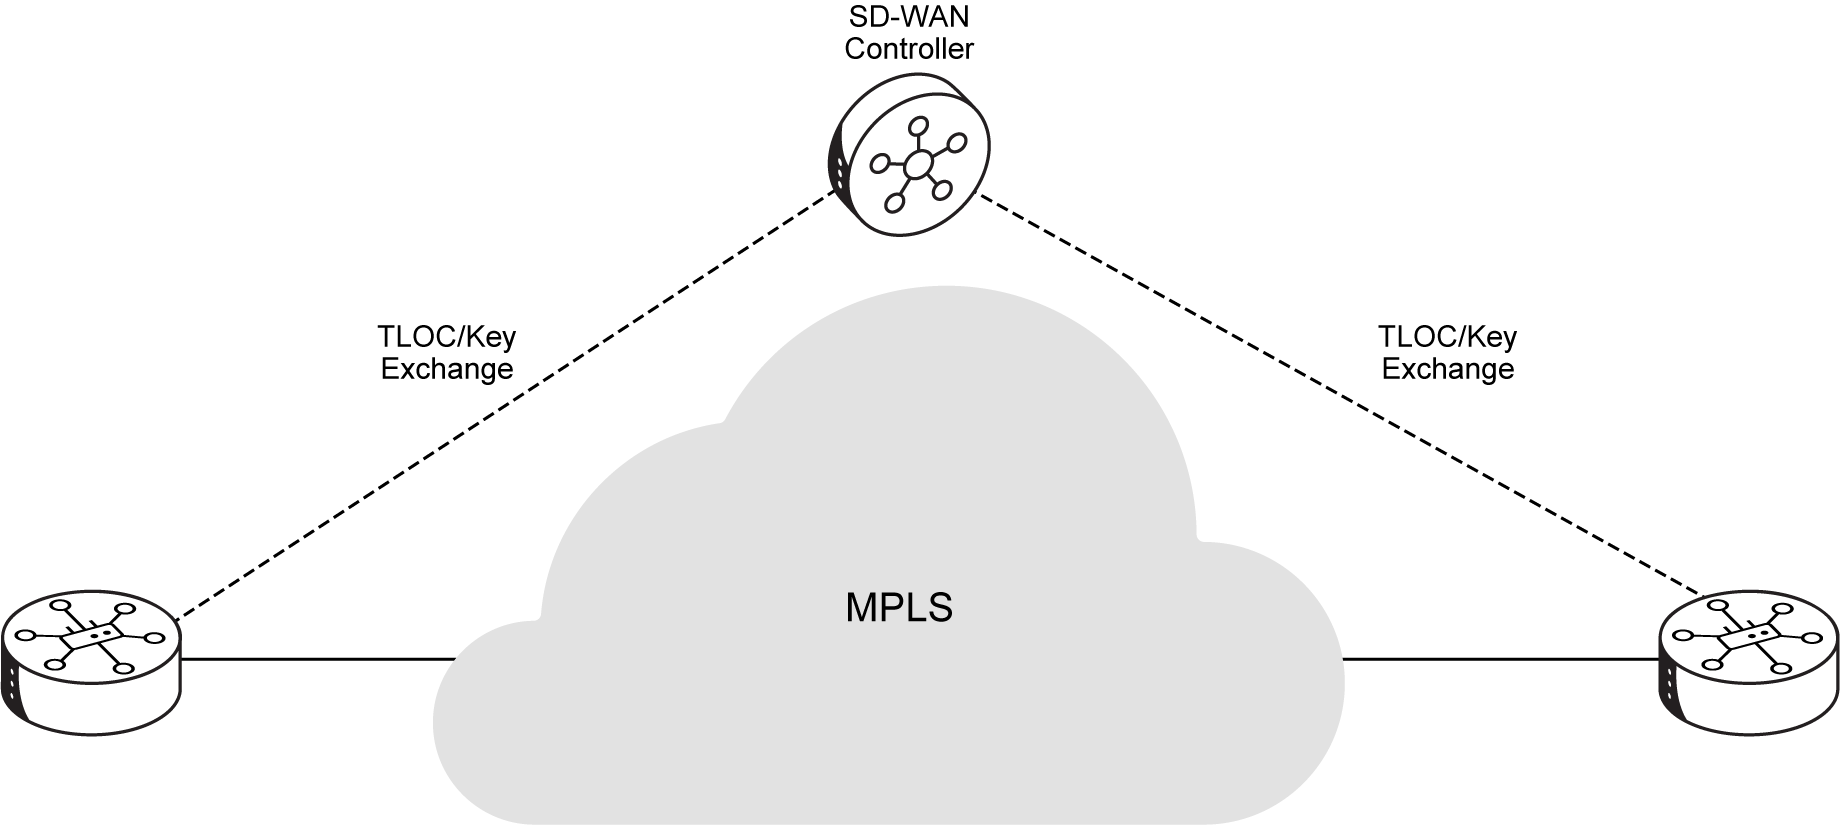 SD-WAN
Controller
TLOC/Key
Exchange
TLOC/Key
Exchange
MPLS